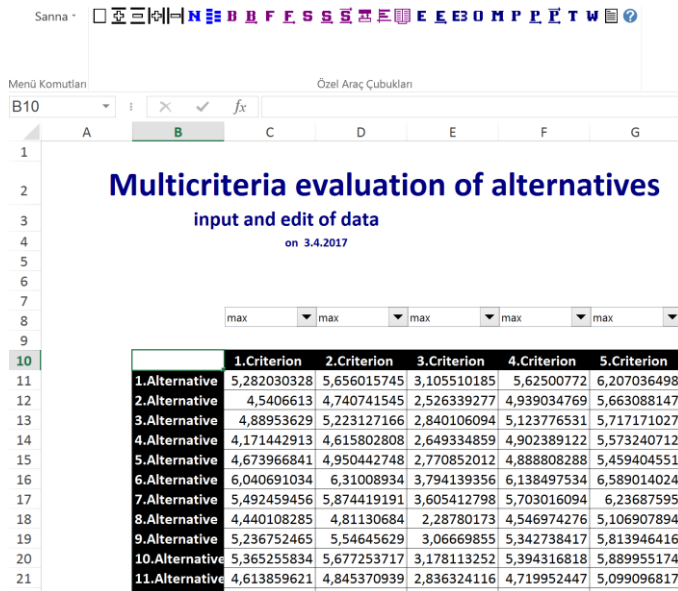 Sanna N B B F F S S S E E E3 O M P P P T W
Menü Komutları Özel Araç Çubukları
B10 fx
A B C D E F G
1
2 Multicriteria evaluation of alternatives
3 input and edit of data
4 on 3.4.2017
5
6
7
8 max max max max max
9
10 1.Criterion 2.Criterion 3.Criterion 4.Criterion 5.Criterion
11 1.Alternative 5,282030328 5,656015745 3,105510185 5,62500772 6,207036498
12 2.Alternative 4,5406613 4,740741545 2,526339277 4,939034769 5,663088147
13 3.Alternative 4,88953629 5,223127166 2,840106094 5,123776531 5,717171027
14 4.Alternative 4,171442913 4,615802808 2,649334859 4,902389122 5,573240712
15 5.Alternative 4,673966841 4,950442748 2,770852012 4,888808288 5,459404551
16 6.Alternative 6,040691034 6,31008934 3,794139356 6,138497534 6,589014024
17 7.Alternative 5,492459456 5,874419191 3,605412798 5,703016094 6,23687595
18 8.Alternative 4,440108285 4,81130684 2,28780173 4,546974276 5,106907894
19 9.Alternative 5,236752465 5,54645629 3,06669855 5,342738417 5,813946416
20 10.Alternative 5,365255834 5,677253717 3,178113252 5,394316818 5,889955174
21 11.Alternative 4,613859621 4,845370939 2,836324116 4,719952447 5,099096817